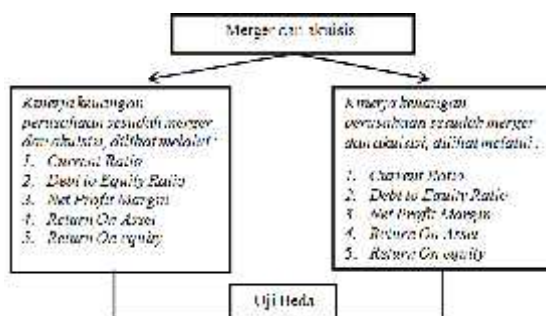 Merger dan akuisis
Kinerja keuangan
perusahaan sesudah merger
dan akuisisi, dilihat melalui :
1. Current Ratio
2. Debt to Equity Ratio
3. Net Profit Margin
4. Return On Asset
5. Return On equity
Kinerja keuangan
perusahaan sesudah merger
dan akuisisi, dilihat melalui :
1. Current Ratio
2. Debt to Equity Ratio
3. Net Profit Margin
4. Return On Asset
5. Return On equity
Uji Beda